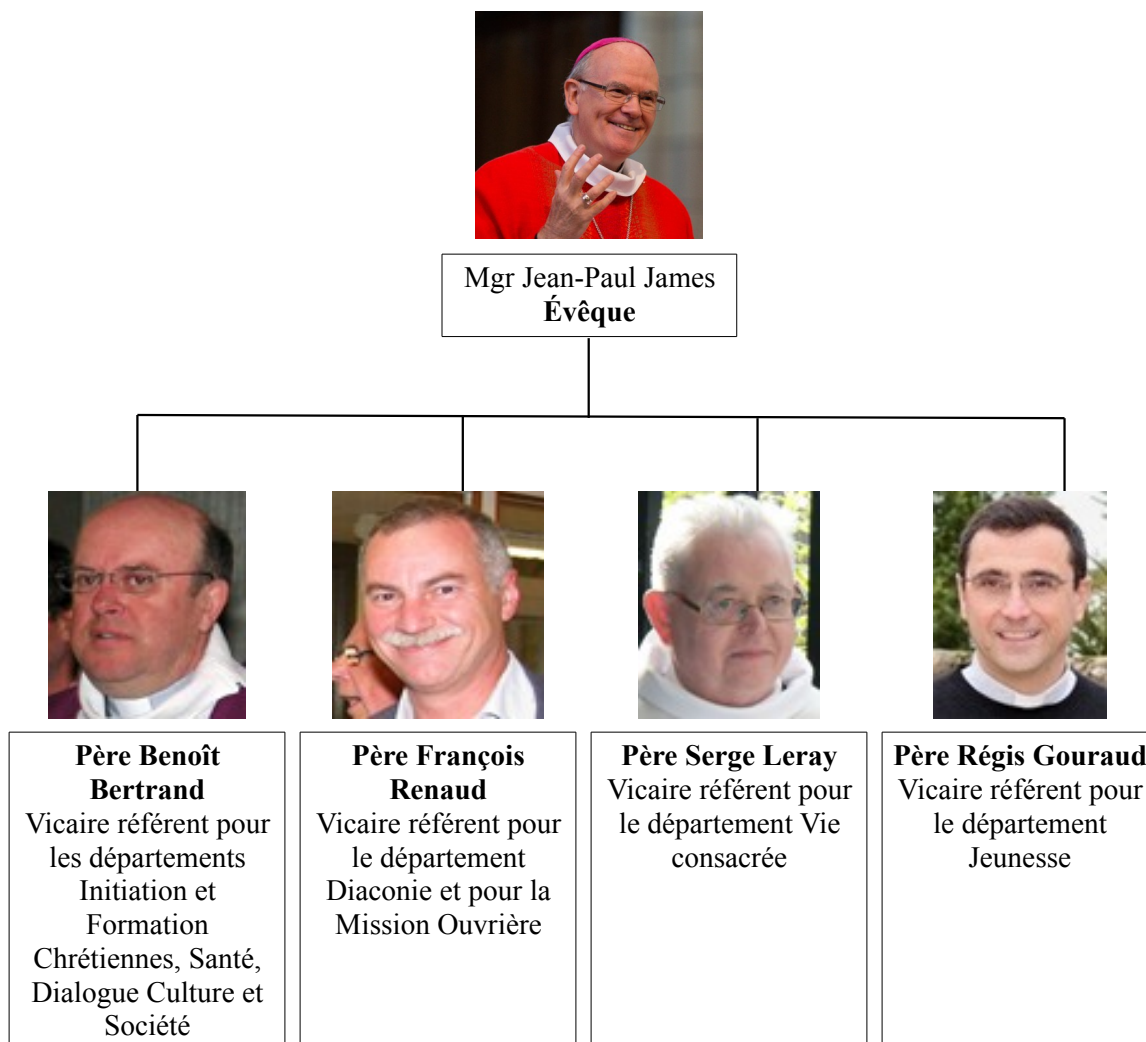 Mgr Jean-Paul James
Évêque
Père Benoît
Bertrand
Vicaire référent pour
les départements
Initiation et
Formation
Chrétiennes, Santé,
Dialogue Culture et
Société
Père François
Renaud
Vicaire référent pour
le département
Diaconie et pour la
Mission Ouvrière
Père Serge Leray
Vicaire référent pour
le département Vie
consacrée
Père Régis Gouraud
Vicaire référent pour
le département
Jeunesse